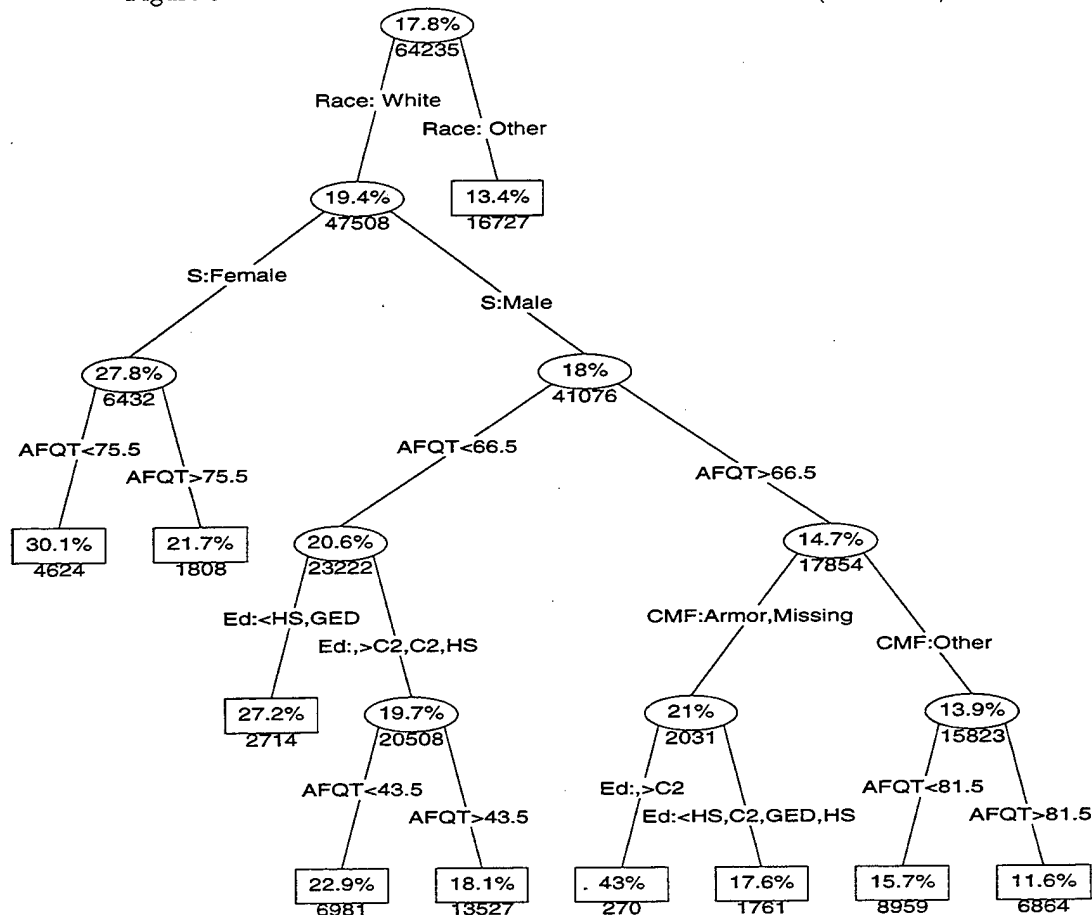 17.8%
64235
Race: White
Race: Other
19.4%
47508
13.4%
16727
S:Female
S:Male
27.8%
6432
18%
41076
AFQT<75.5
AFQT>75.5
AFQT<66.5
AFQT>66.5
30.1%
4624
21.7%
1808
20.6%
23222
14.7%
17854
Ed:<HS,GED
Ed:,>C2,C2,HS
CMF:Armor,Missing
CMF:Other
27.2%
2714
19.7%
20508
21%
2031
13.9%
15823
AFQT<43.5
AFQT>43.5
Ed:,>C2
Ed:<HS,C2,GED,HS
AFQT<81.5
AFQT>81.5
22.9%
6981
18.1%
13527
43%
270
17.6%
1761
15.7%
8959
11.6%
6864